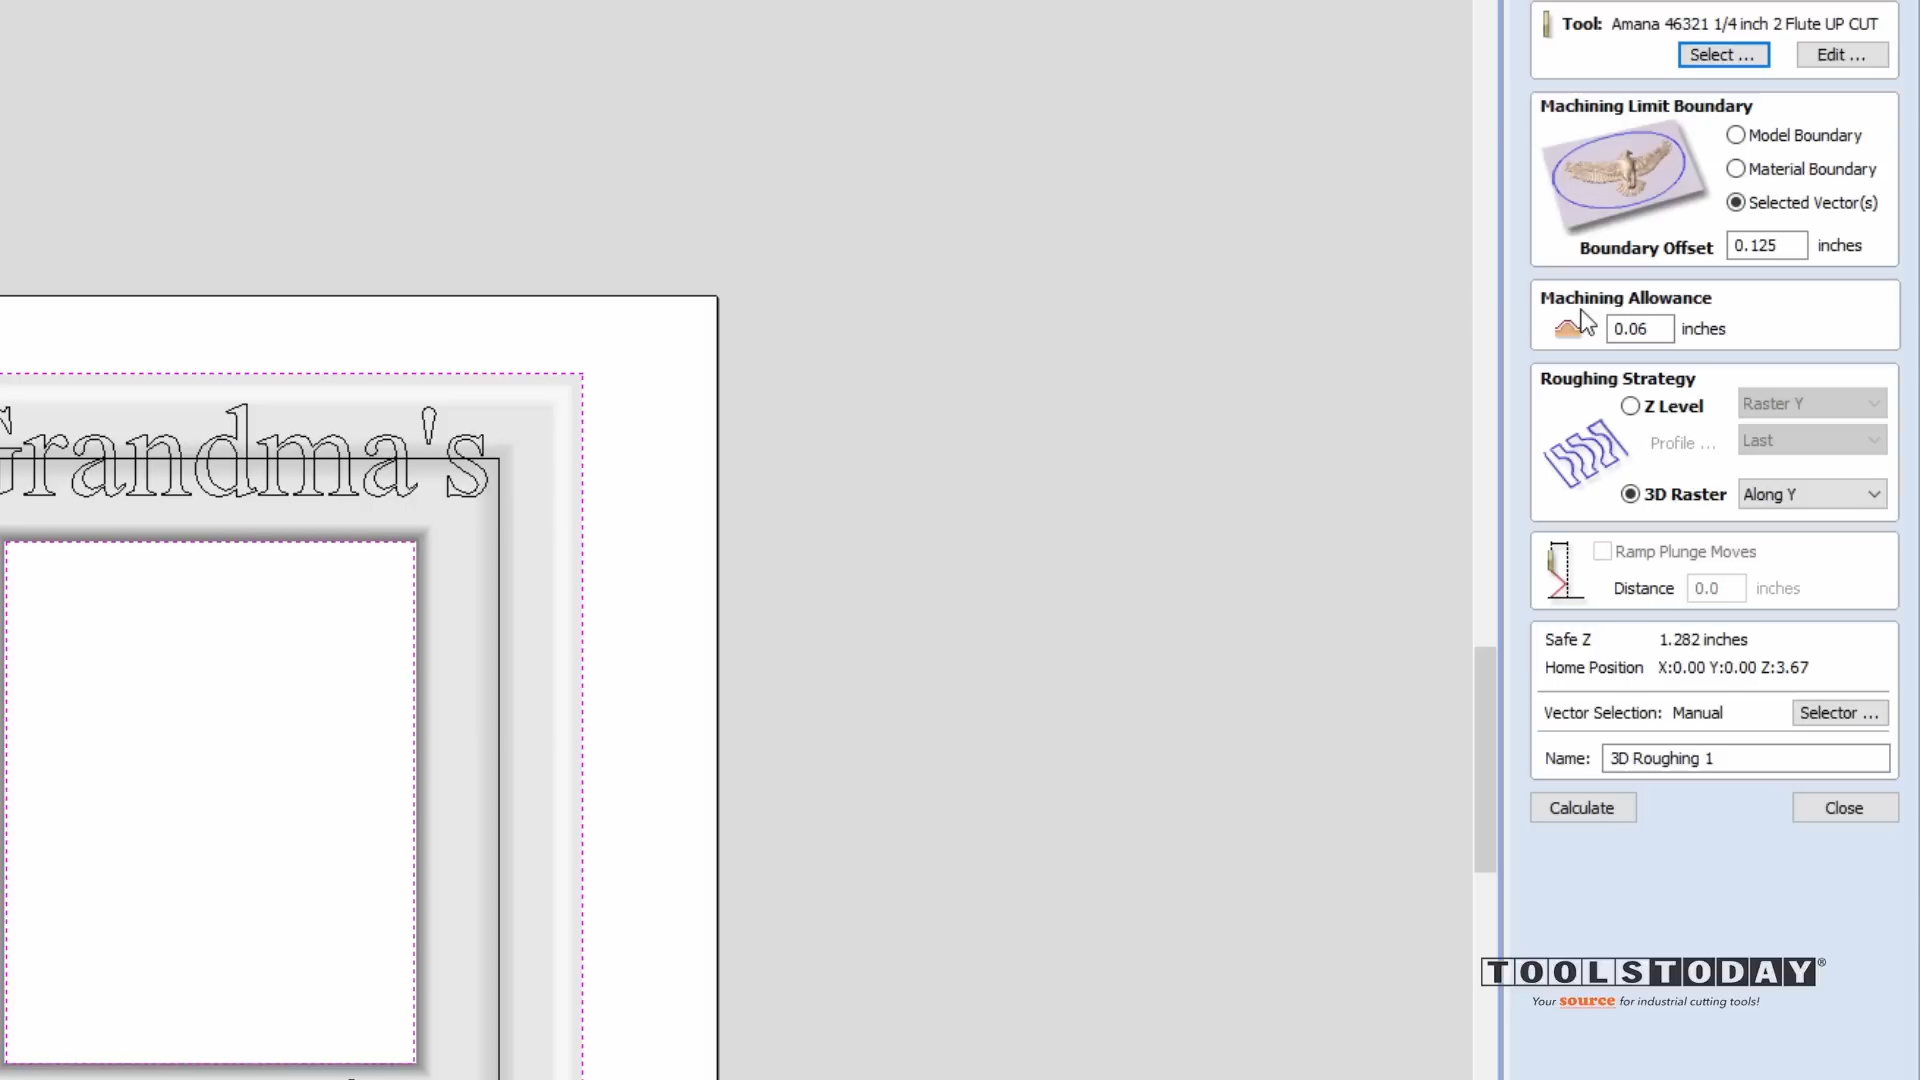 Tool: Amana 46321 1/4 inch 2 Flute UP CUT
Select ... Edit ...
Machining Limit Boundary
Model Boundary
Material Boundary
Selected Vector(s)
Boundary Offset 0.125 inches
Machining Allowance
0.06 inches
Roughing Strategy
Z Level Raster Y
Profile ... Last
3D Raster Along Y
Ramp Plunge Moves
Distance 0.0 inches
Safe Z 1.282 inches
Home Position X:0.00 Y:0.00 Z:3.67
Vector Selection: Manual Selector ...
Name: 3D Roughing 1
Calculate Close
Grandma's
TOOLSTODAY®
Your source for industrial cutting tools!